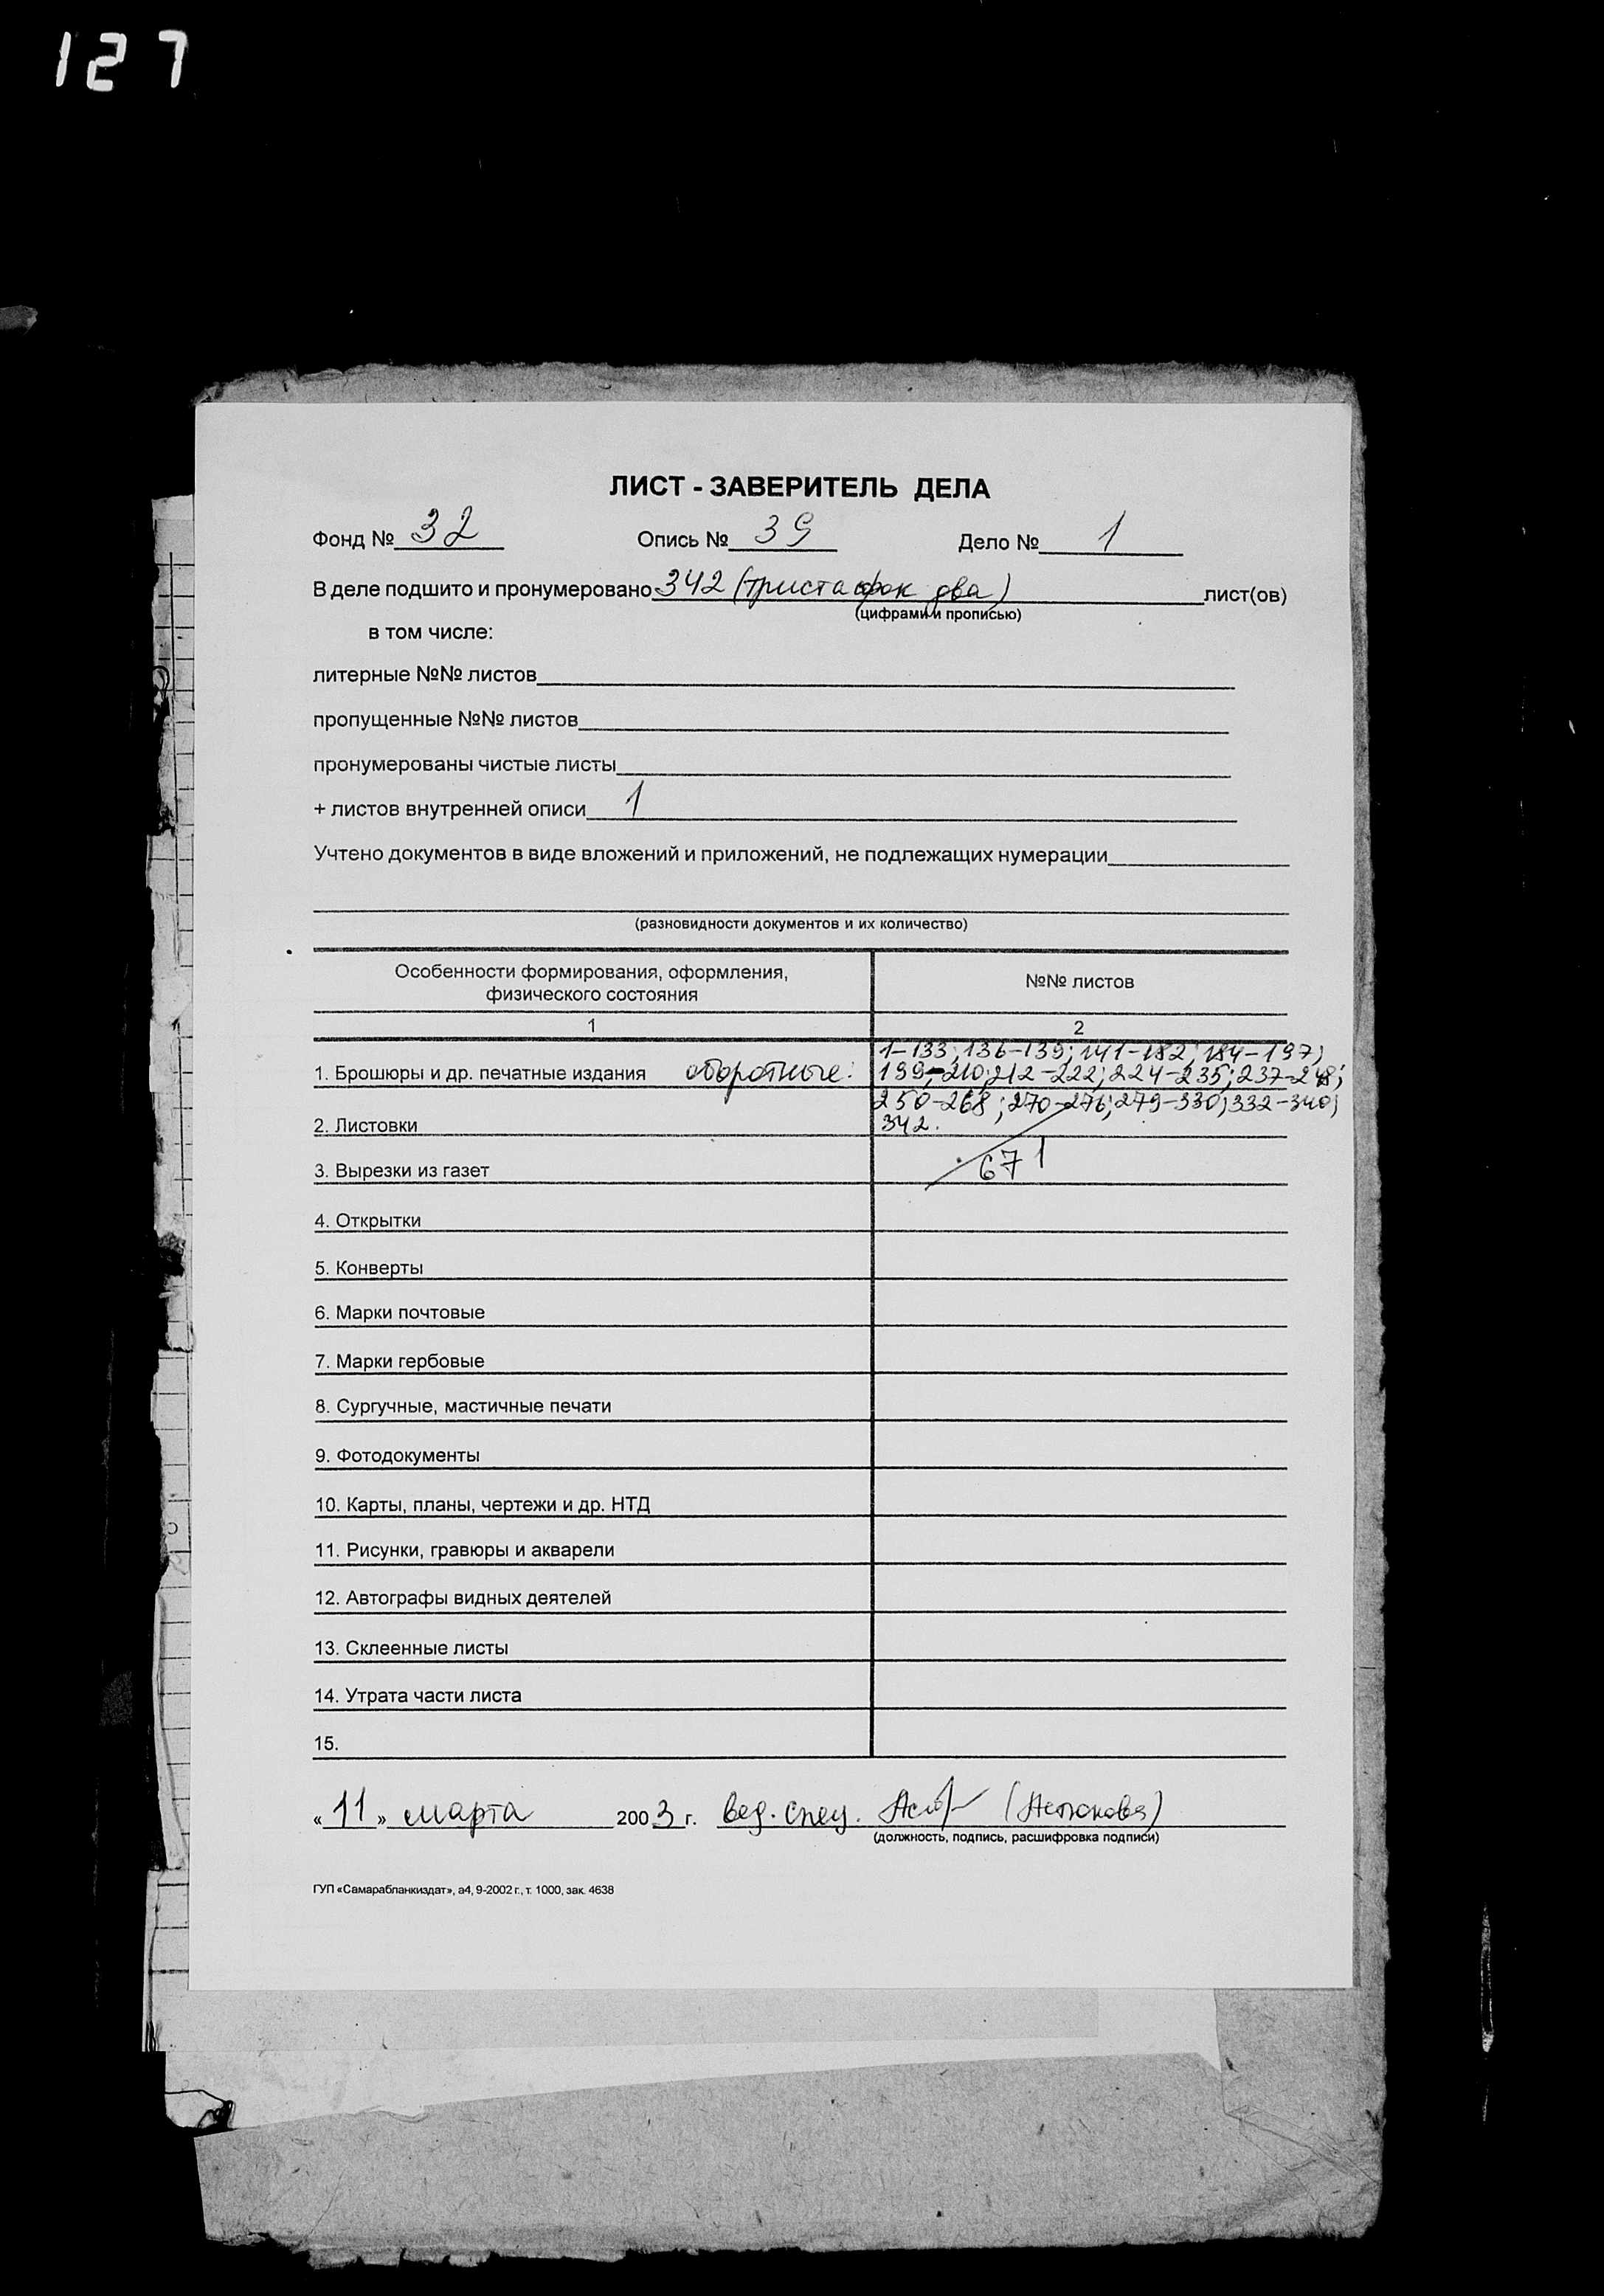 127
ЛИСТ - ЗАВЕРИТЕЛЬ ДЕЛА
Фонд № 32 Опись № 39 Дело № 1
В деле подшито и пронумеровано 342 (триста сорок два) лист(ов)
(цифрами и прописью)
в том числе:
литерные №№ листов
пропущенные №№ листов
пронумерованы чистые листы
+ листов внутренней описи 1
Учтено документов в виде вложений и приложений, не подлежащих нумерации
(разновидности документов и их количество)
Особенности формирования, оформления, физического состояния №№ листов
1 2
1-133; 136-139; 141-182; 184-197;
1. Брошюры и др. печатные издания оборотные: 199-210; 212-222; 224-235; 237-248;
250-268; 270-276; 279-330; 332-340;
2. Листовки 342.
3. Вырезки из газет 671
4. Открытки
5. Конверты
6. Марки почтовые
7. Марки гербовые
8. Сургучные, мастичные печати
9. Фотодокументы
10. Карты, планы, чертежи и др. НТД
11. Рисунки, гравюры и акварели
12. Автографы видных деятелей
13. Склеенные листы
14. Утрата части листа
15.
« 11 » марта 2003 г. вед. спец.
(должность, подпись, расшифровка подписи)
ГУП «Самарабланкиздат», а4, 9-2002 г., т. 1000, зак. 4638